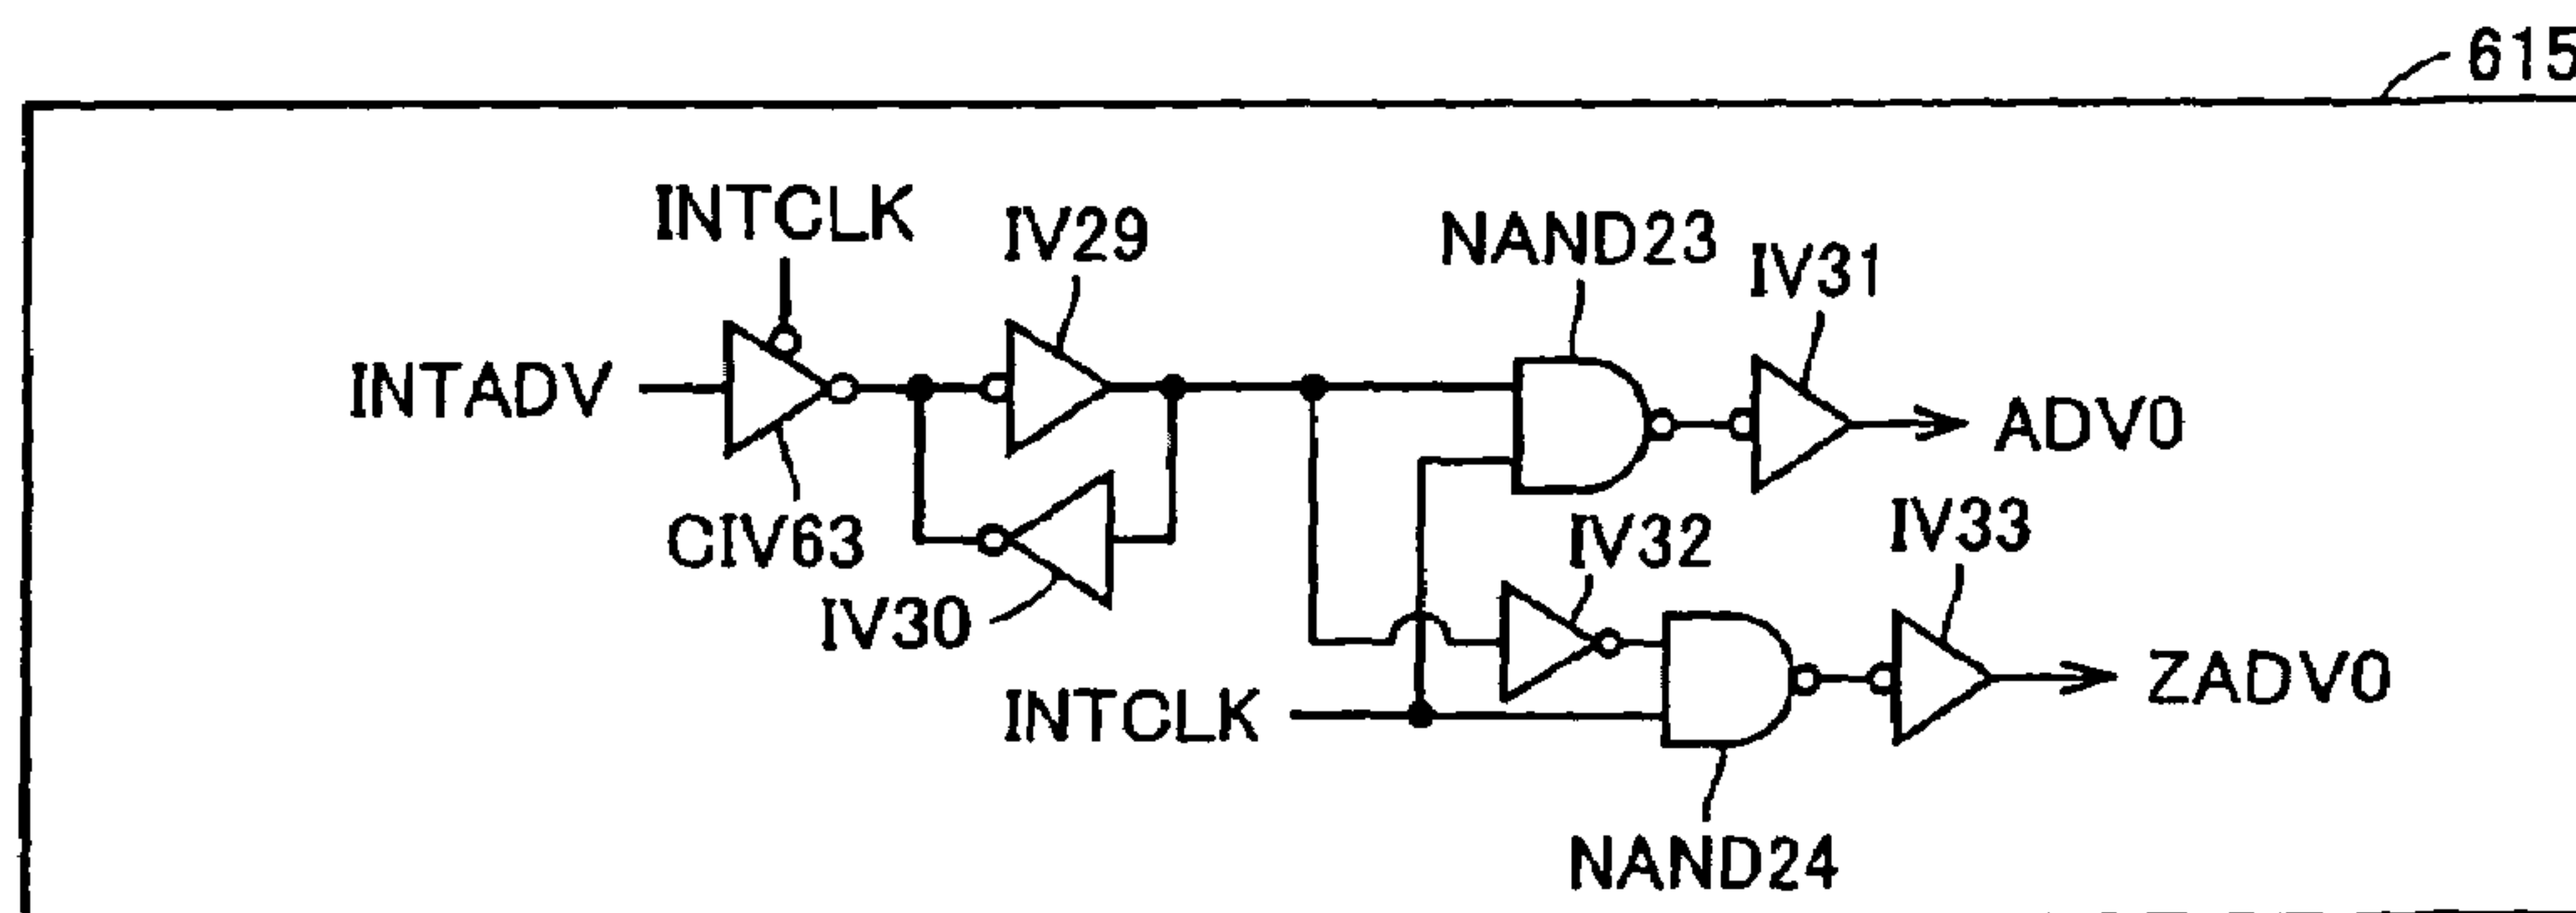 615
INTCLK
IV29
NAND23
IV31
INTADV
ADV0
CIV63
IV32
IV33
IV30
INTCLK
ZADV0
NAND24